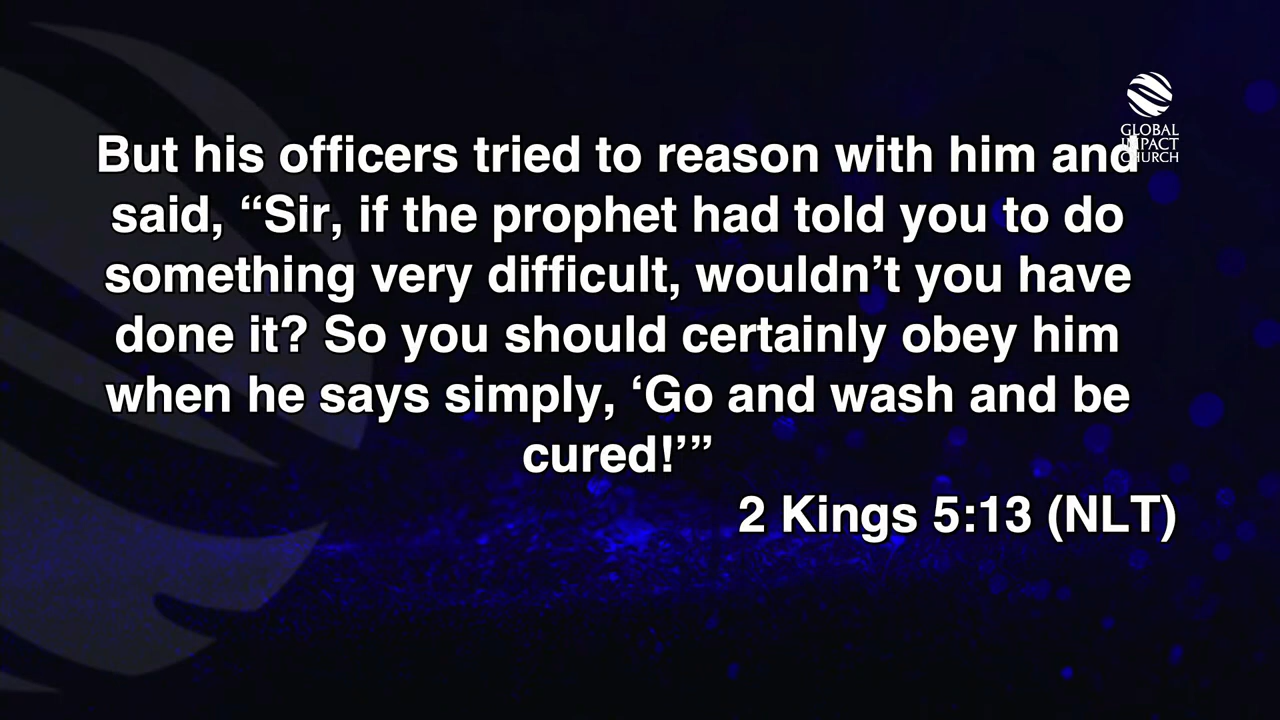 GLOBAL
IMPACT
CHURCH
But his officers tried to reason with him and
said, “Sir, if the prophet had told you to do
something very difficult, wouldn’t you have
done it? So you should certainly obey him
when he says simply, ‘Go and wash and be
cured!’”
2 Kings 5:13 (NLT)